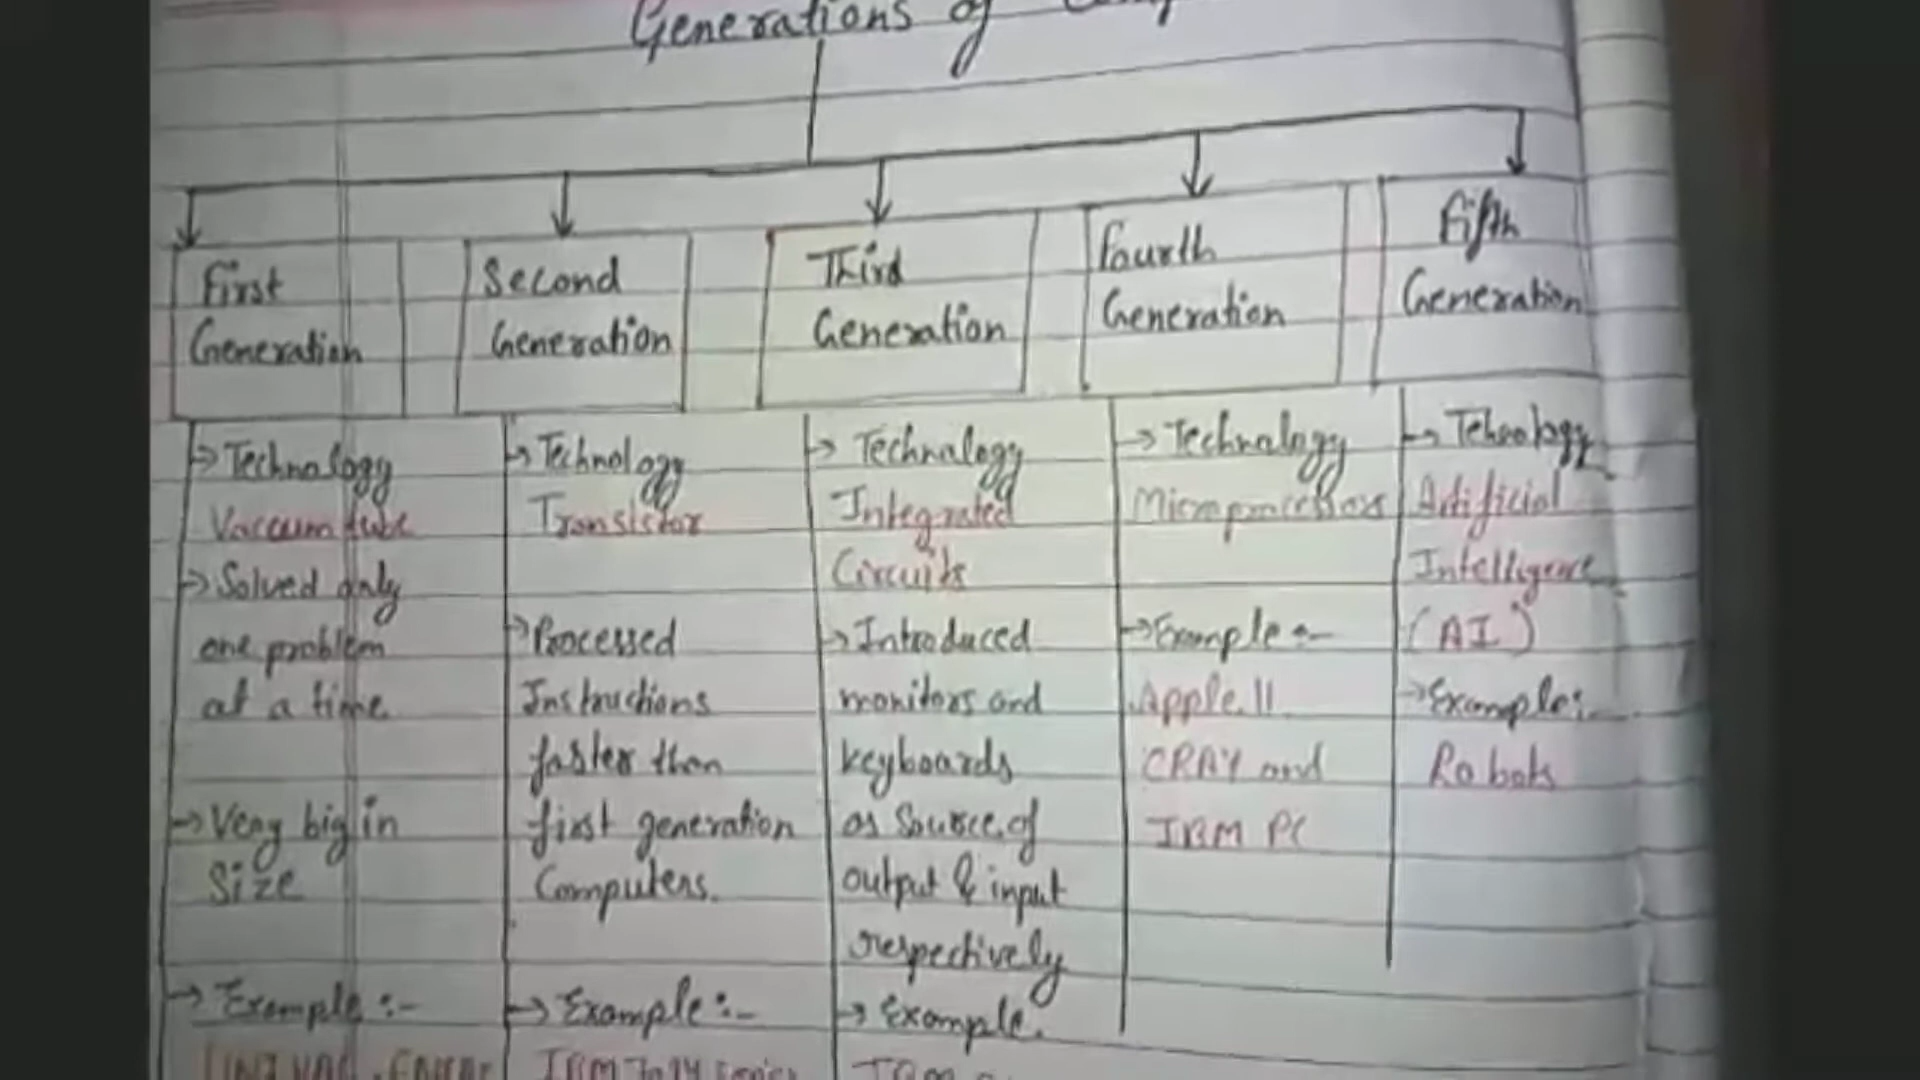 Generations of
First
Generation
Second
Generation
Third
Generation
Fourth
Generation
Fifth
Generation
→ Technology
Vaccum tube
→ Solved only
one problem
at a time
→ Very big in
Size
→ Example :-
→ Technology
Transistor
→ Processed
Instructions
faster than
first generation
Computers.
→ Example :-
→ Technology
Integrated
Circuits
→ Introduced
monitors and
keyboards
as Source of
output & input
respectively
→ Example.
→ Technology
Microprocessors
→ Example :-
Apple II
CRAY and
IBM PC
→ Tehnology
Artificial
Intelligence
(AI)
→ Example :-
Robots